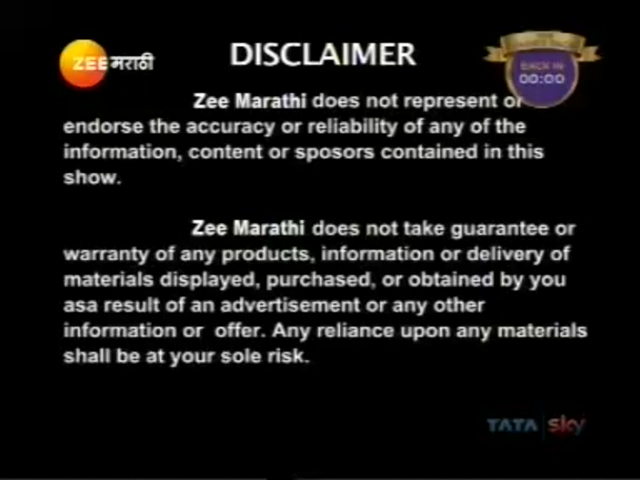 ZEE मराठी
DISCLAIMER
BACK IN
00:00
Zee Marathi does not represent or
endorse the accuracy or reliability of any of the
information, content or sposors contained in this
show.
Zee Marathi does not take guarantee or
warranty of any products, information or delivery of
materials displayed, purchased, or obtained by you
asa result of an advertisement or any other
information or offer. Any reliance upon any materials
shall be at your sole risk.
TATA sky